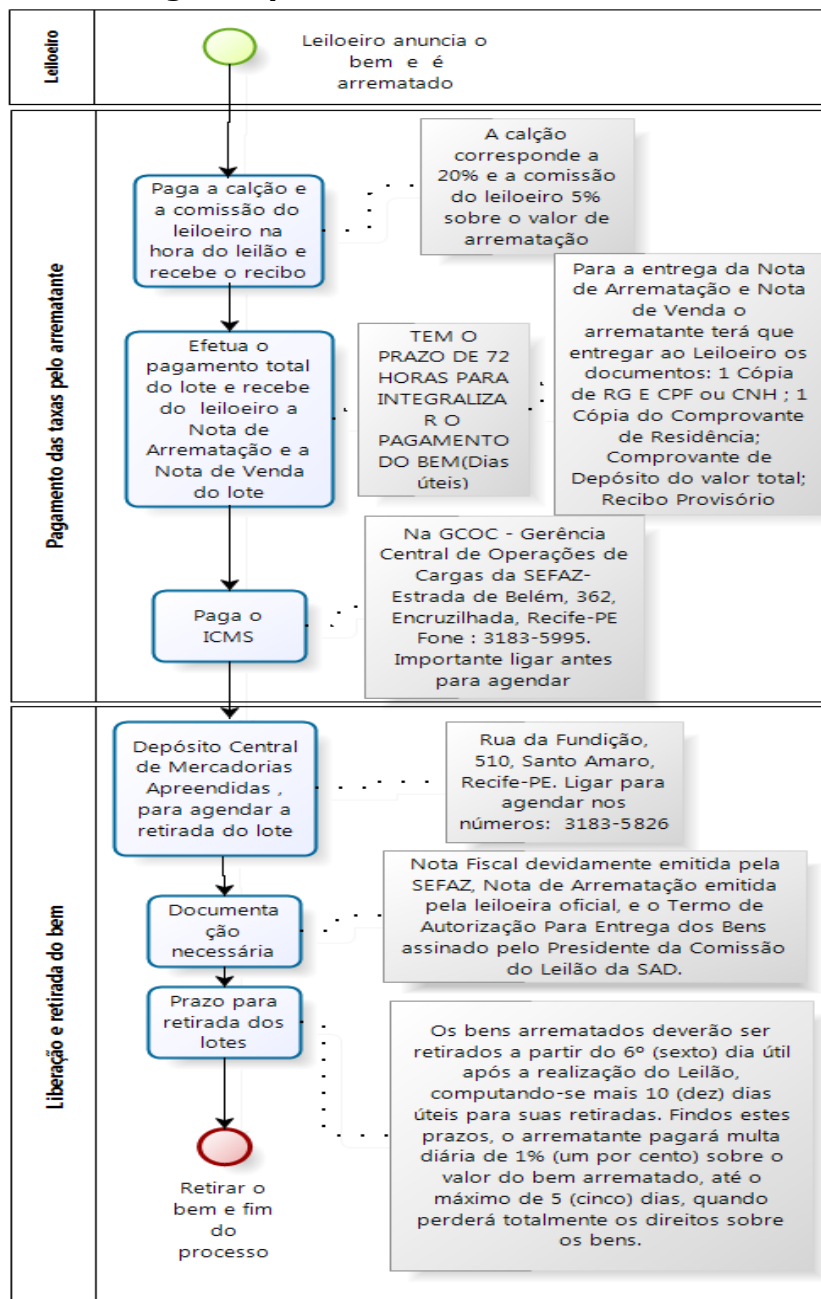 Leiloeiro
Leiloeiro anuncia o
bem e é
arrematado
Pagamento das taxas pelo arrematante
Paga a calção e
a comissão do
leiloeiro na
hora do leilão e
recebe o recibo
A calção
corresponde a
20% e a comissão
do leiloeiro 5%
sobre o valor de
arrematação
Efetua o
pagamento total
do lote e recebe
do leiloeiro a
Nota de
Arrematação e a
Nota de Venda
do lote
TEM O
PRAZO DE 72
HORAS PARA
INTEGRALIZA
R O
PAGAMENTO
DO BEM(Dias
úteis)
Para a entrega da Nota
de Arrematação e Nota
de Venda o
arrematante terá que
entregar ao Leiloeiro os
documentos: 1 Cópia
de RG E CPF ou CNH ; 1
Cópia do Comprovante
de Residência;
Comprovante de
Depósito do valor total;
Recibo Provisório
Paga o
ICMS
Na GCOC - Gerência
Central de Operações de
Cargas da SEFAZ-
Estrada de Belém, 362,
Encruzilhada, Recife-PE
Fone : 3183-5995.
Importante ligar antes
para agendar
Liberação e retirada do bem
Depósito Central
de Mercadorias
Apreendidas ,
para agendar a
retirada do lote
Rua da Fundição,
510, Santo Amaro,
Recife-PE. Ligar para
agendar nos
números: 3183-5826
Documenta
ção
necessária
Nota Fiscal devidamente emitida pela
SEFAZ, Nota de Arrematação emitida
pela leiloeira oficial, e o Termo de
Autorização Para Entrega dos Bens
assinado pelo Presidente da Comissão
do Leilão da SAD.
Prazo para
retirada dos
lotes
Os bens arrematados deverão ser
retirados a partir do 6º (sexto) dia útil
após a realização do Leilão,
computando-se mais 10 (dez) dias
úteis para suas retiradas. Findos estes
prazos, o arrematante pagará multa
diária de 1% (um por cento) sobre o
valor do bem arrematado, até o
máximo de 5 (cinco) dias, quando
perderá totalmente os direitos sobre
os bens.
Retirar o
bem e fim
do
processo